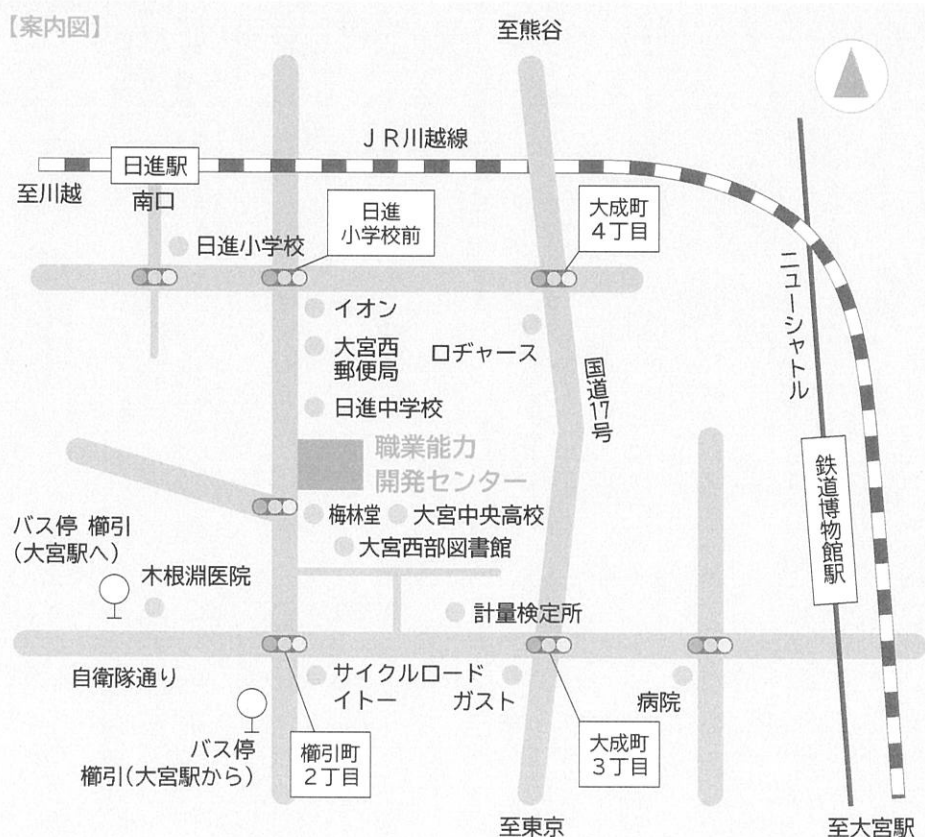 【案内図】
至熊谷
JR川越線
日進駅
至川越
南口
日進
小学校前
大成町
4丁目
日進小学校
ニューシャトル
イオン
大宮西
郵便局
ロヂャース
国道17号
日進中学校
職業能力
開発センター
鉄道博物館駅
梅林堂
大宮中央高校
バス停 櫛引
(大宮駅へ)
大宮西部図書館
木根淵医院
計量検定所
自衛隊通り
サイクルロード
イトー
ガスト
病院
バス停
櫛引(大宮駅から)
櫛引町
2丁目
大成町
3丁目
至東京
至大宮駅